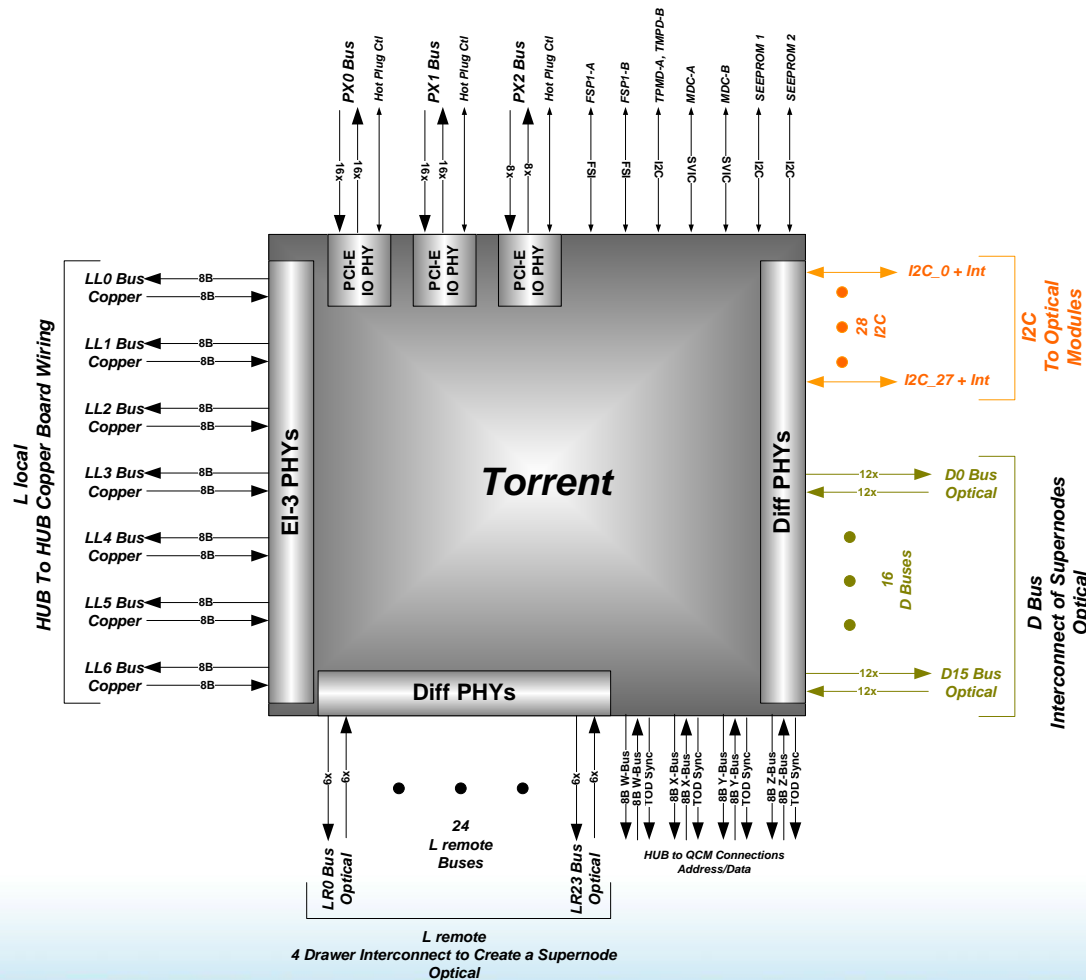 PX0 Bus
Hot Plug Ctl
PX1 Bus
Hot Plug Ctl
PX2 Bus
Hot Plug Ctl
FSP1-A
FSP1-B
TPMD-A, TMPD-B
MDC-A
MDC-B
SEEPROM 1
SEEPROM 2
16x
16x
16x
16x
8x
8x
FSI
FSI
I2C
SVIC
SVIC
I2C
I2C
PCI-E
IO PHY
PCI-E
IO PHY
PCI-E
IO PHY
L local
HUB To HUB Copper Board Wiring
LL0 Bus
Copper
8B
8B
LL1 Bus
Copper
8B
8B
LL2 Bus
Copper
8B
8B
LL3 Bus
Copper
8B
8B
LL4 Bus
Copper
8B
8B
LL5 Bus
Copper
8B
8B
LL6 Bus
Copper
8B
8B
EI-3 PHYs
Torrent
Diff PHYs
Diff PHYs
I2C_0 + Int
28
I2C
I2C_27 + Int
I2C
To Optical
Modules
12x
12x
D0 Bus
Optical
16
D Buses
12x
12x
D15 Bus
Optical
D Bus
Interconnect of Supernodes
Optical
6x
6x
LR0 Bus
Optical
24
L remote
Buses
6x
6x
LR23 Bus
Optical
8B W-Bus
8B W-Bus
TOD Sync
8B X-Bus
8B X-Bus
TOD Sync
8B Y-Bus
8B Y-Bus
TOD Sync
8B Z-Bus
8B Z-Bus
TOD Sync
HUB to QCM Connections
Address/Data
L remote
4 Drawer Interconnect to Create a Supernode
Optical